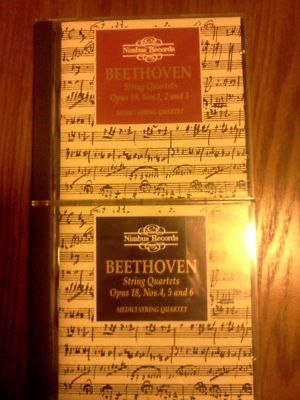 Nimbus Records
BEETHOVEN
String Quartets
Opus 18, Nos.1, 2 and 3
MEDICI STRING QUARTET
Nimbus Records
BEETHOVEN
String Quartets
Opus 18, Nos.4, 5 and 6
MEDICI STRING QUARTET